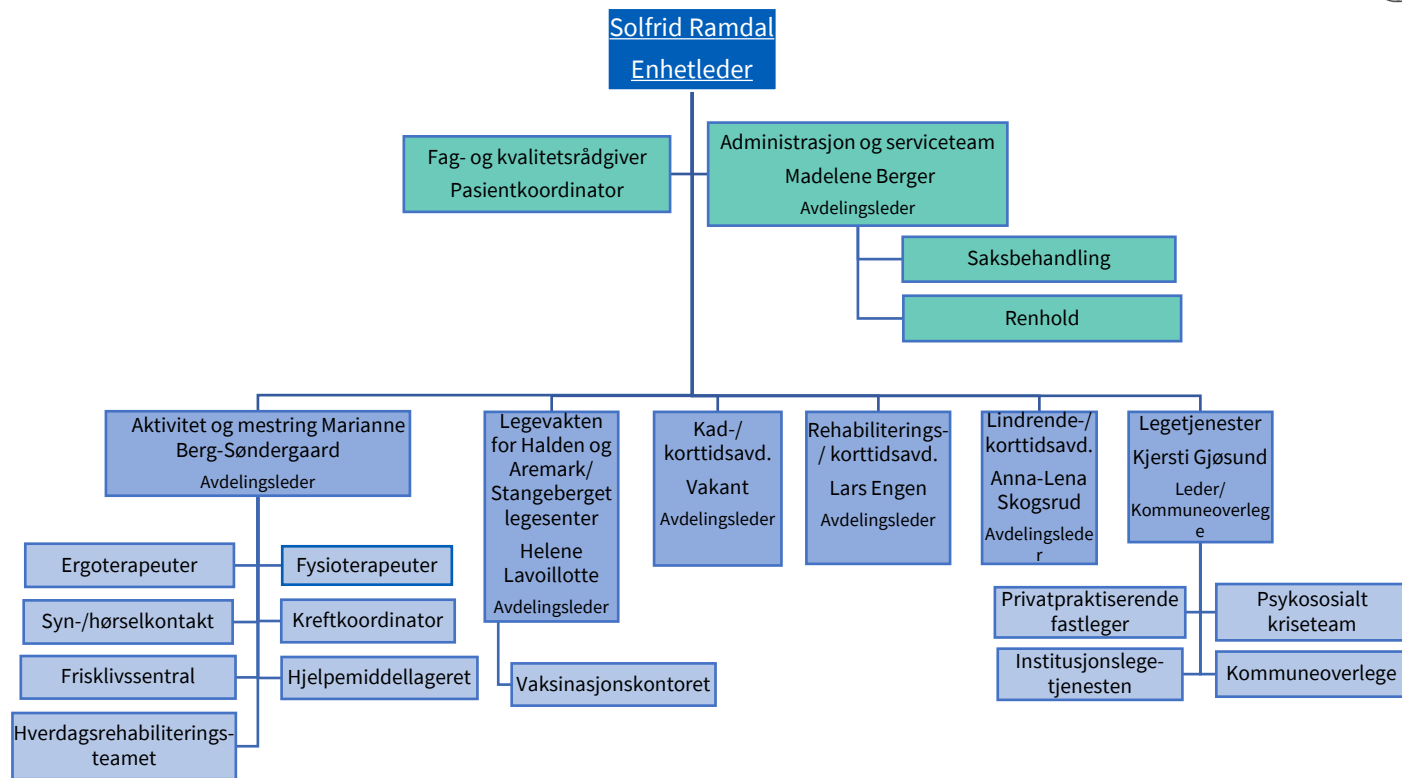 Solfrid Ramdal
Enhetleder
Fag- og kvalitetsrådgiver
Pasientkoordinator
Administrasjon og serviceteam
Madelene Berger
Avdelingsleder
Saksbehandling
Renhold
Aktivitet og mestring Marianne
Berg-Søndergaard
Avdelingsleder
Legevakten
for Halden og
Aremark/
Stangeberget
legesenter
Helene
Lavoillotte
Avdelingsleder
Kad-/
korttidsavd.
Vakant
Avdelingsleder
Rehabiliterings-
/ korttidsavd.
Lars Engen
Avdelingsleder
Lindrende-/
korttidsavd.
Anna-Lena
Skogsrud
Avdelingslede
r
Legetjenester
Kjersti Gjøsund
Leder/
Kommuneoverleg
e
Ergoterapeuter
Fysioterapeuter
Syn-/hørselkontakt
Kreftkoordinator
Frisklivssentral
Hjelpemiddellageret
Hverdagsrehabiliterings-
teamet
Vaksinasjonskontoret
Privatpraktiserende
fastleger
Psykososialt
kriseteam
Institusjonslege-
tjenesten
Kommuneoverlege